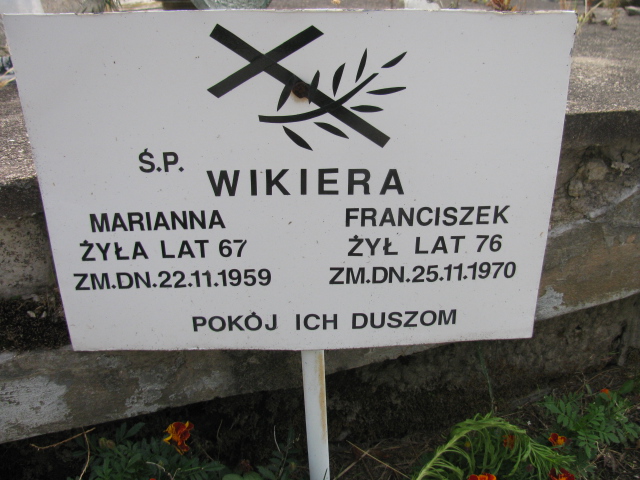 Ś.P.
WIKIERA
MARIANNA
ŻYŁA LAT 67
ZM.DN.22.11.1959
FRANCISZEK
ŻYŁ LAT 76
ZM.DN.25.11.1970
POKÓJ ICH DUSZOM